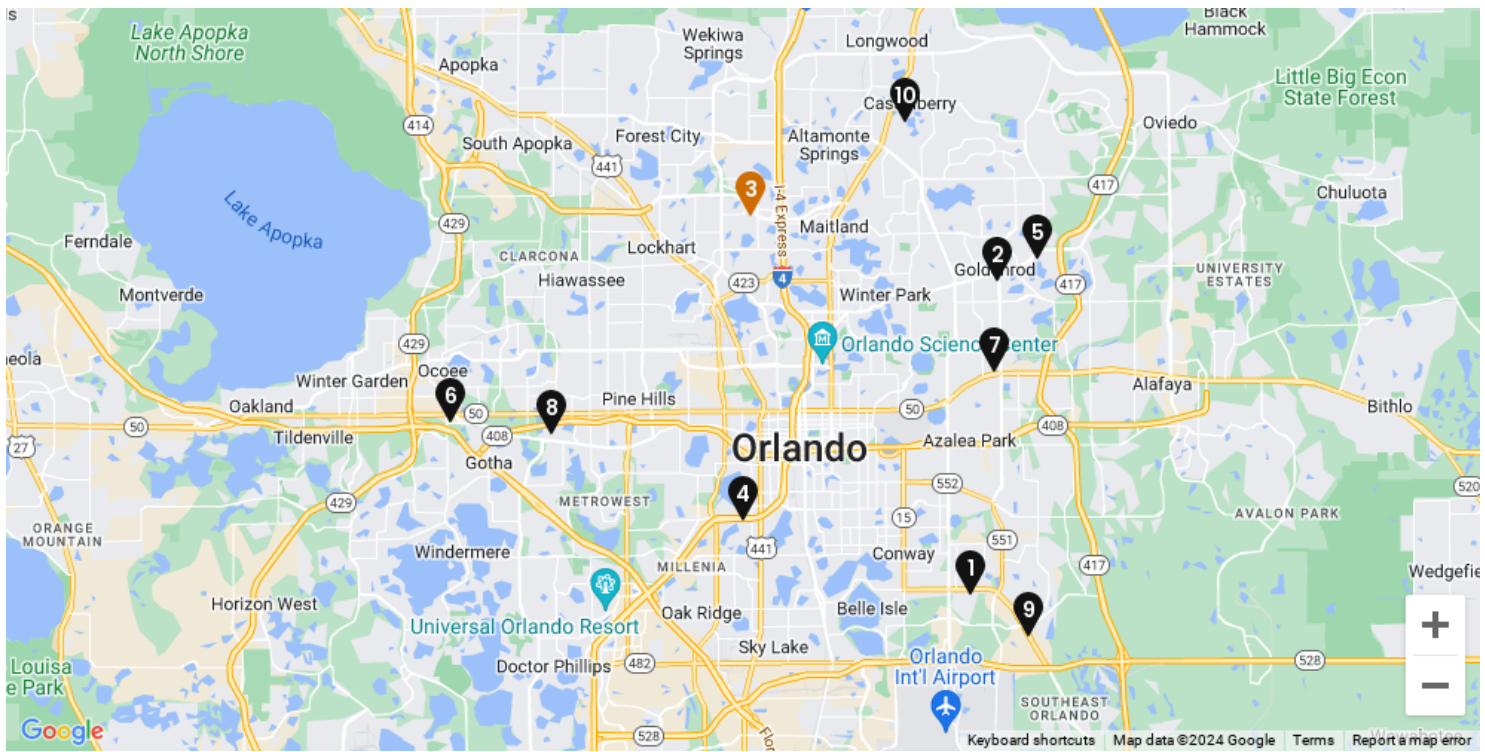 s
Lake Apopka
North Shore
Wekiwa
Springs
Longwood
Black
Hammock
Apopka
Little Big Econ
State Forest
10
414
Oviedo
South Apopka
Forest City
Altamonte
Springs
441
3
417
Chuluota
I-4 Express
Lake Apopka
429
Maitland
Ferndale
CLARCONA
Lockhart
5
2
Hiawassee
423
4
417
UNIVERSITY
ESTATES
Montverde
Winter Park
429
Orlando Science Center
7
eola
Ocoee
Winter Garden
Alafaya
6
8
Pine Hills
Oakland
50
50
Bithlo
50
Tildenville
408
408
27
Gotha
Orlando
Azalea Park
4
552
520
METROWEST
429
15
AVALON PARK
ORANGE
MOUNTAIN
Windermere
441
Conway
551
MILLENIA
1
417
Horizon West
Oak Ridge
Belle Isle
9
Universal Orlando Resort
Sky Lake
Louisa
e Park
Doctor Phillips
482
Orlando
Int'l Airport
528
SOUTHEAST
ORLANDO
+
−
Google
528
Flor
Keyboard shortcuts
Map data ©2024 Google
Terms
Report a map error